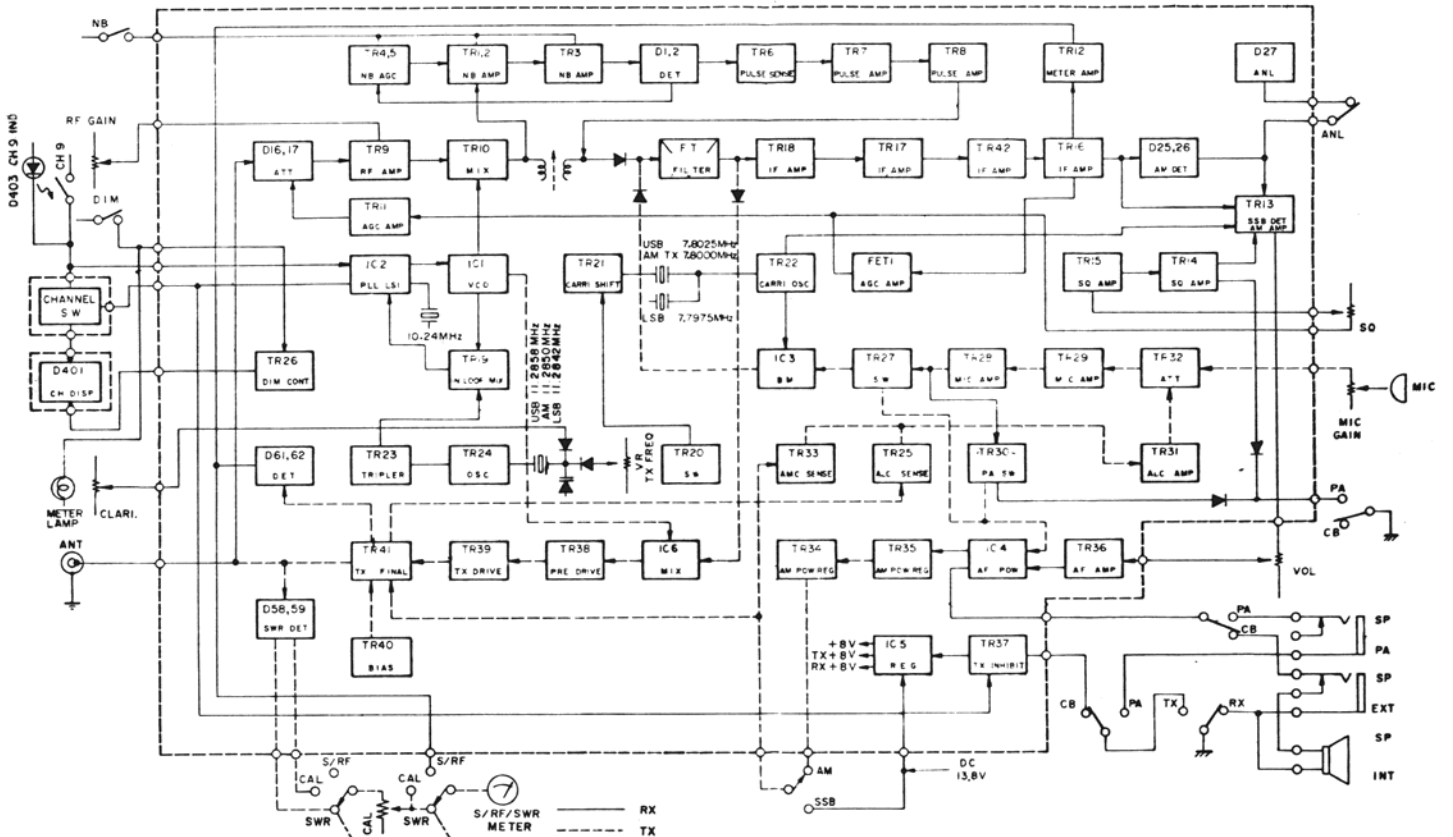 NB
TR4,5
NB AGC
TR1,2
NB AMP
TR3
NB AMP
D1,2
DET
TR6
PULSE SENSE
TR7
PULSE AMP
TR8
PULSE AMP
TR12
METER AMP
D27
ANL
ANL
D403 CH 9 IND
CH 9
RF GAIN
DIM
D16,17
ATT
TR9
RF AMP
TR10
MIX
FT
FILTER
TR18
IF AMP
TR17
IF AMP
TR42
IF AMP
TR16
IF AMP
D25,26
AM DET
TR11
AGC AMP
TR13
SSB DET
AM AMP
IC2
PLL LSI
IC1
VCO
TR21
CARRI SHIFT
USB 7.8025MHz
AM TX 7.8000MHz
LSB 7.7975MHz
TR22
CARRI OSC
FET1
AGC AMP
TR15
SQ AMP
TR14
SQ AMP
SQ
CHANNEL
SW
10.24MHz
D401
CH DISP
TR26
DIM CONT
TR19
IN LOOP MIX
USB 11.2858MHz
AM 11.2850MHz
LSB 11.2842MHz
IC3
BM
TR27
SW
TR28
MIC AMP
TR29
MIC AMP
TR32
ATT
MIC
MIC
GAIN
METER
LAMP
CLARI.
D61,62
DET
TR23
TRIPLER
TR24
OSC
VR
TX FREQ
TR20
SW
TR33
AMC SENSE
TR25
ALC SENSE
TR30
PA SW
TR31
ALC AMP
PA
CB
ANT
TR41
TX FINAL
TR39
TX DRIVE
TR38
PRE DRIVE
IC6
MIX
TR34
AM POW REG
TR35
AM POW REG
IC4
AF POW
TR36
AF AMP
VOL
D58,59
SWR DET
TR40
BIAS
+8V
TX+8V
RX+8V
IC5
REG
TR37
TX INHIBIT
PA
CB
SP
PA
SP
EXT
SP
INT
CB
PA
TX
RX
S/RF
CAL
SWR
CAL
CAL
SWR
S/RF
S/RF/SWR
METER
RX
TX
AM
SSB
DC
13.8V